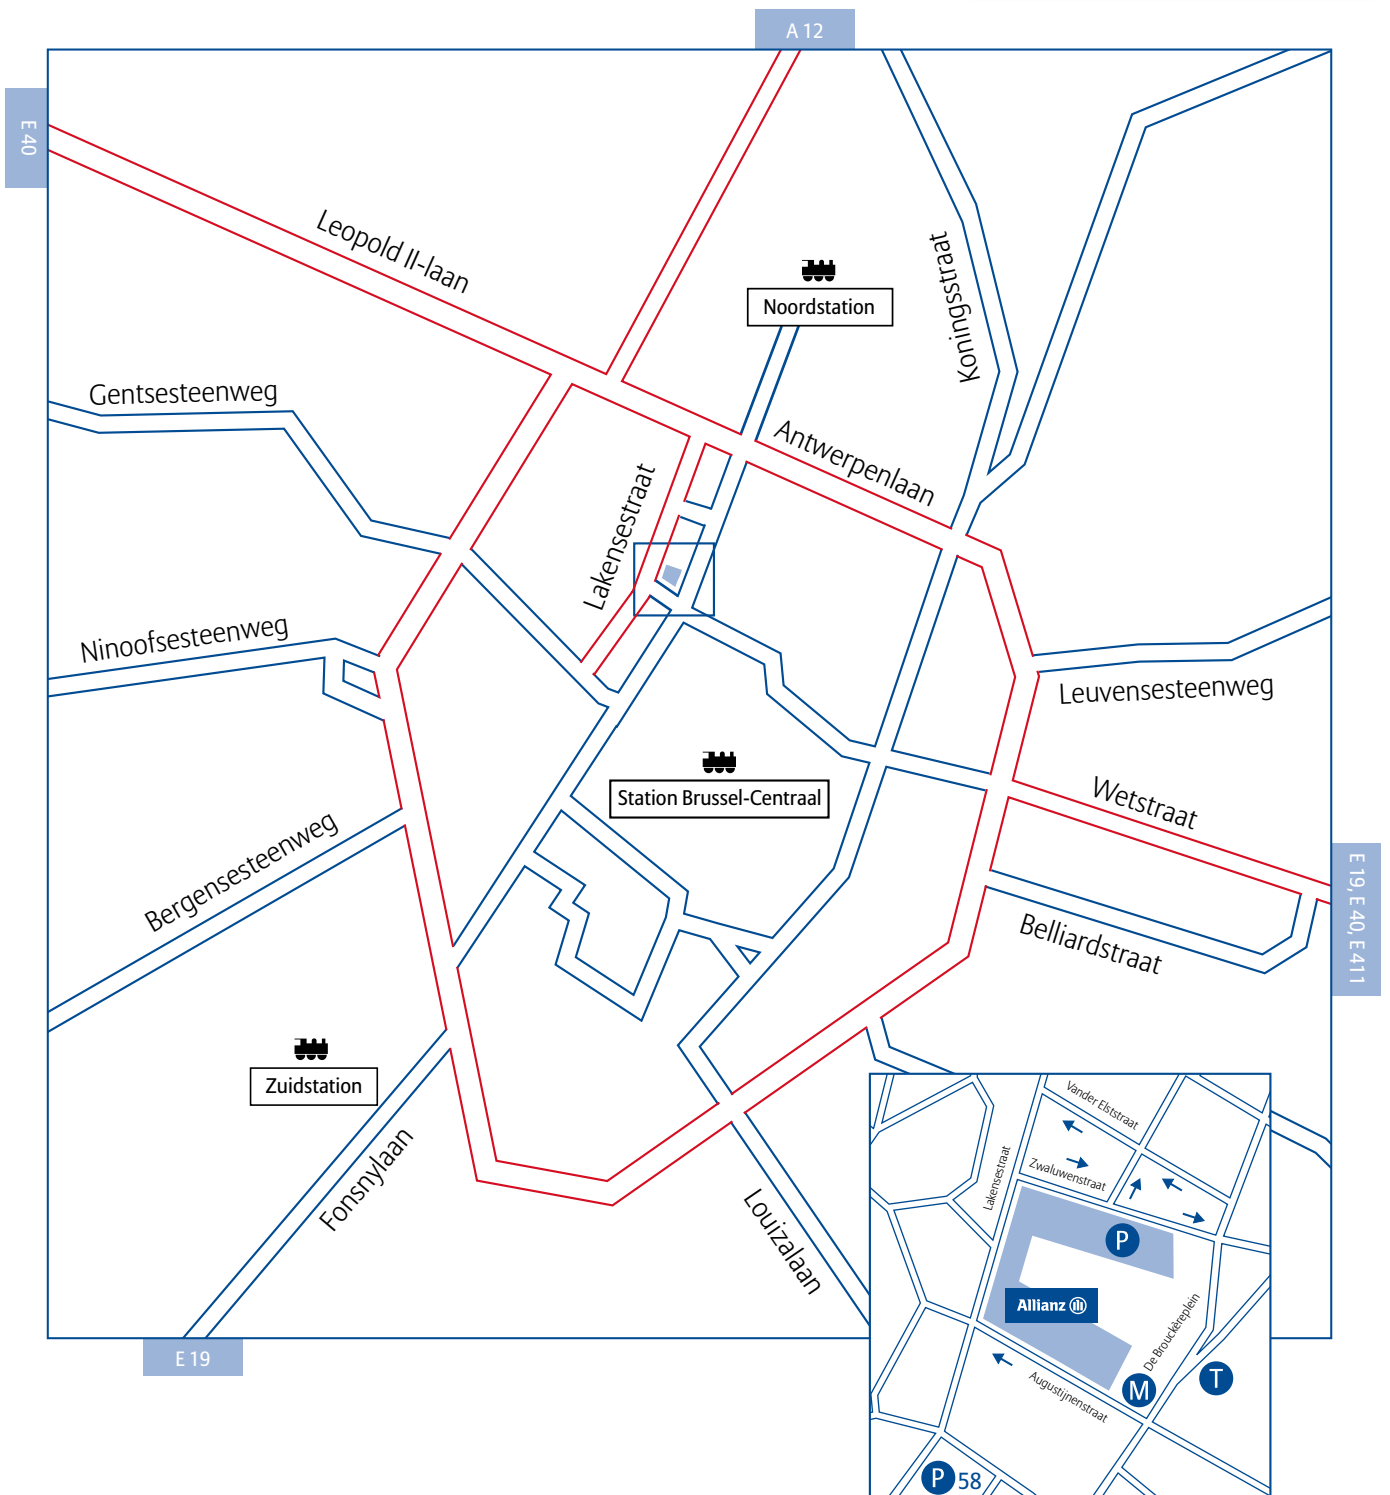 A 12
E 40
Leopold II-laan
Koningsstraat
Noordstation
Gentsesteenweg
Antwerpenlaan
Lakensestraat
Ninoofsesteenweg
Leuvensesteenweg
Station Brussel-Centraal
Wetstraat
Bergensesteenweg
E 19, E 40, E411
Belliardstraat
Zuidstation
Fonsnylaan
Louizalaan
E 19
Vander Elststraat
Lakensestraat
Zwaluwenstraat
P
Allianz
De Brouckèreplein
Augustijnenstraat
M
T
P 58